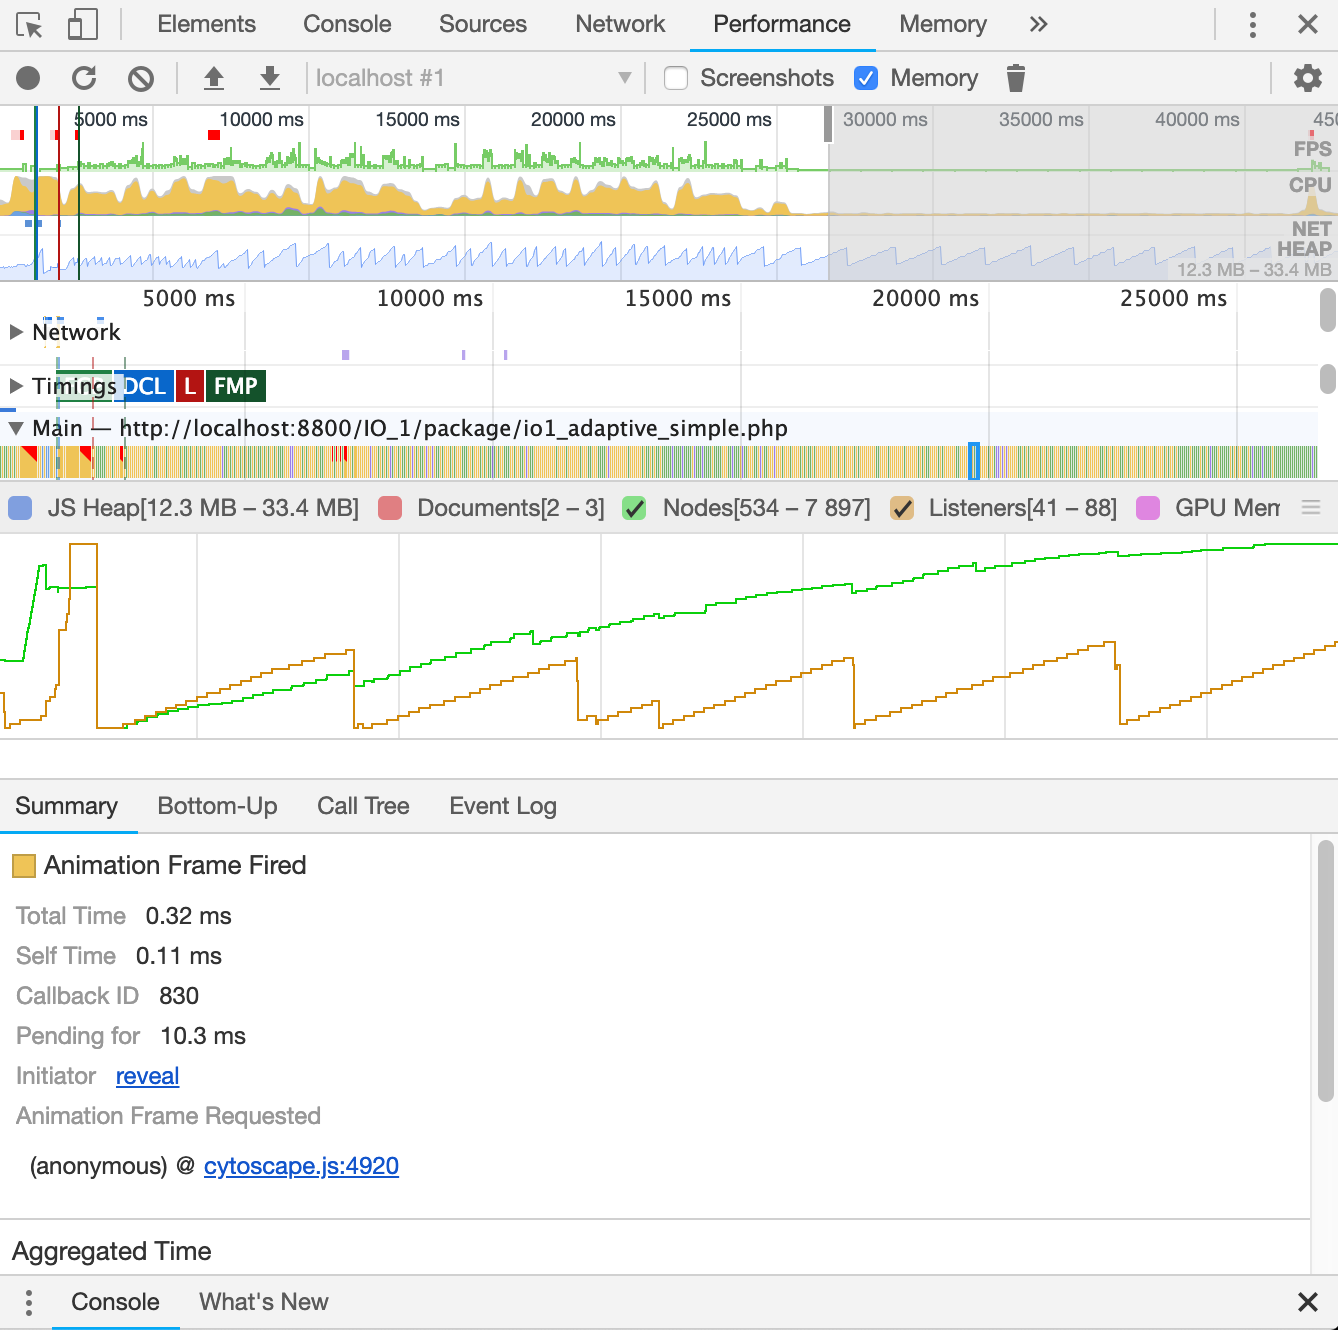 Elements Console Sources Network Performance Memory »
localhost #1 Screenshots Memory
5000 ms 10000 ms 15000 ms 20000 ms 25000 ms 30000 ms 35000 ms 40000 ms 450
FPS
CPU
NET
HEAP
12.3 MB – 33.4 MB
5000 ms 10000 ms 15000 ms 20000 ms 25000 ms
Network
Timings DCL L FMP
Main — http://localhost:8800/IO_1/package/io1_adaptive_simple.php
JS Heap[12.3 MB – 33.4 MB] Documents[2 – 3] Nodes[534 – 7 897] Listeners[41 – 88] GPU Mem
Summary Bottom-Up Call Tree Event Log
Animation Frame Fired
Total Time 0.32 ms
Self Time 0.11 ms
Callback ID 830
Pending for 10.3 ms
Initiator reveal
Animation Frame Requested
(anonymous) @ cytoscape.js:4920
Aggregated Time
Console What's New